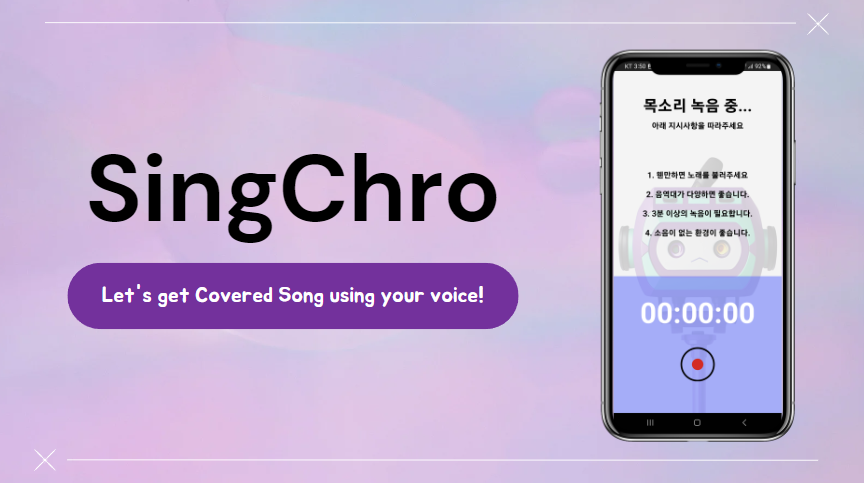 SingChro
Let's get Covered Song using your voice!
KT 3:50
92%
목소리 녹음 중...
아래 지시사항을 따라주세요
1. 웬만하면 노래를 불러주세요
2. 음역대가 다양하면 좋습니다.
3. 3분 이상의 녹음이 필요합니다.
4. 소음이 없는 환경이 좋습니다.
00:00:00